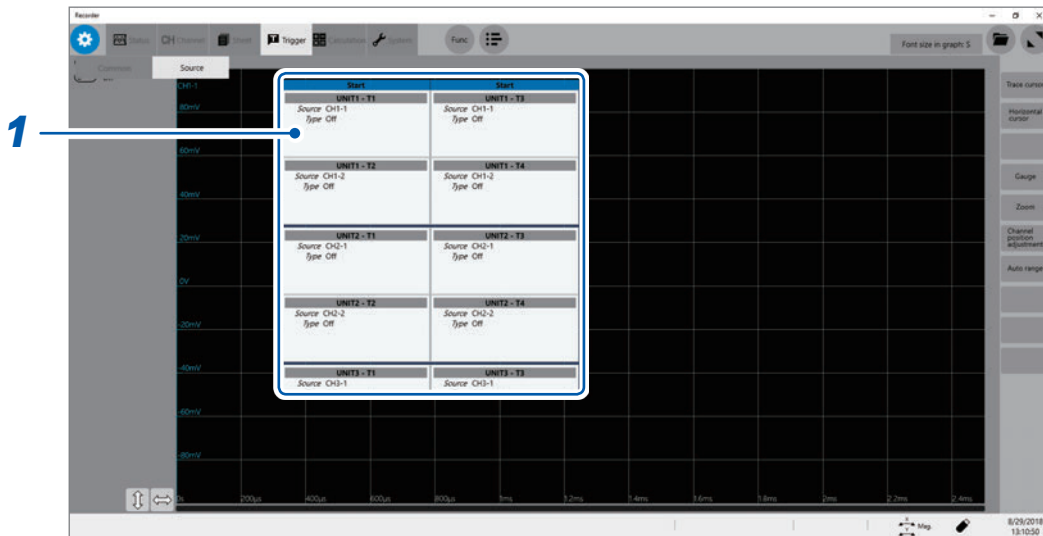 Recorder
Status CH Channel Sheet Trigger Calculation System Func Font size in graph: S
Common Source
CH1-1
80mV
60mV
40mV
20mV
0V
-20mV
-40mV
-60mV
-80mV
0s 200µs 400µs 600µs 800µs 1ms 1.2ms 1.4ms 1.6ms 1.8ms 2ms 2.2ms 2.4ms
1
Start Start
UNIT1 - T1 UNIT1 - T3
Source CH1-1 Source CH1-1
Type Off Type Off
UNIT1 - T2 UNIT1 - T4
Source CH1-2 Source CH1-2
Type Off Type Off
UNIT2 - T1 UNIT2 - T3
Source CH2-1 Source CH2-1
Type Off Type Off
UNIT2 - T2 UNIT2 - T4
Source CH2-2 Source CH2-2
Type Off Type Off
UNIT3 - T1 UNIT3 - T3
Source CH3-1 Source CH3-1
Trace cursor
Horizontal
cursor
Gauge
Zoom
Channel
position
adjustment
Auto range
X
Y Mag.
8/29/2018
13:10:50